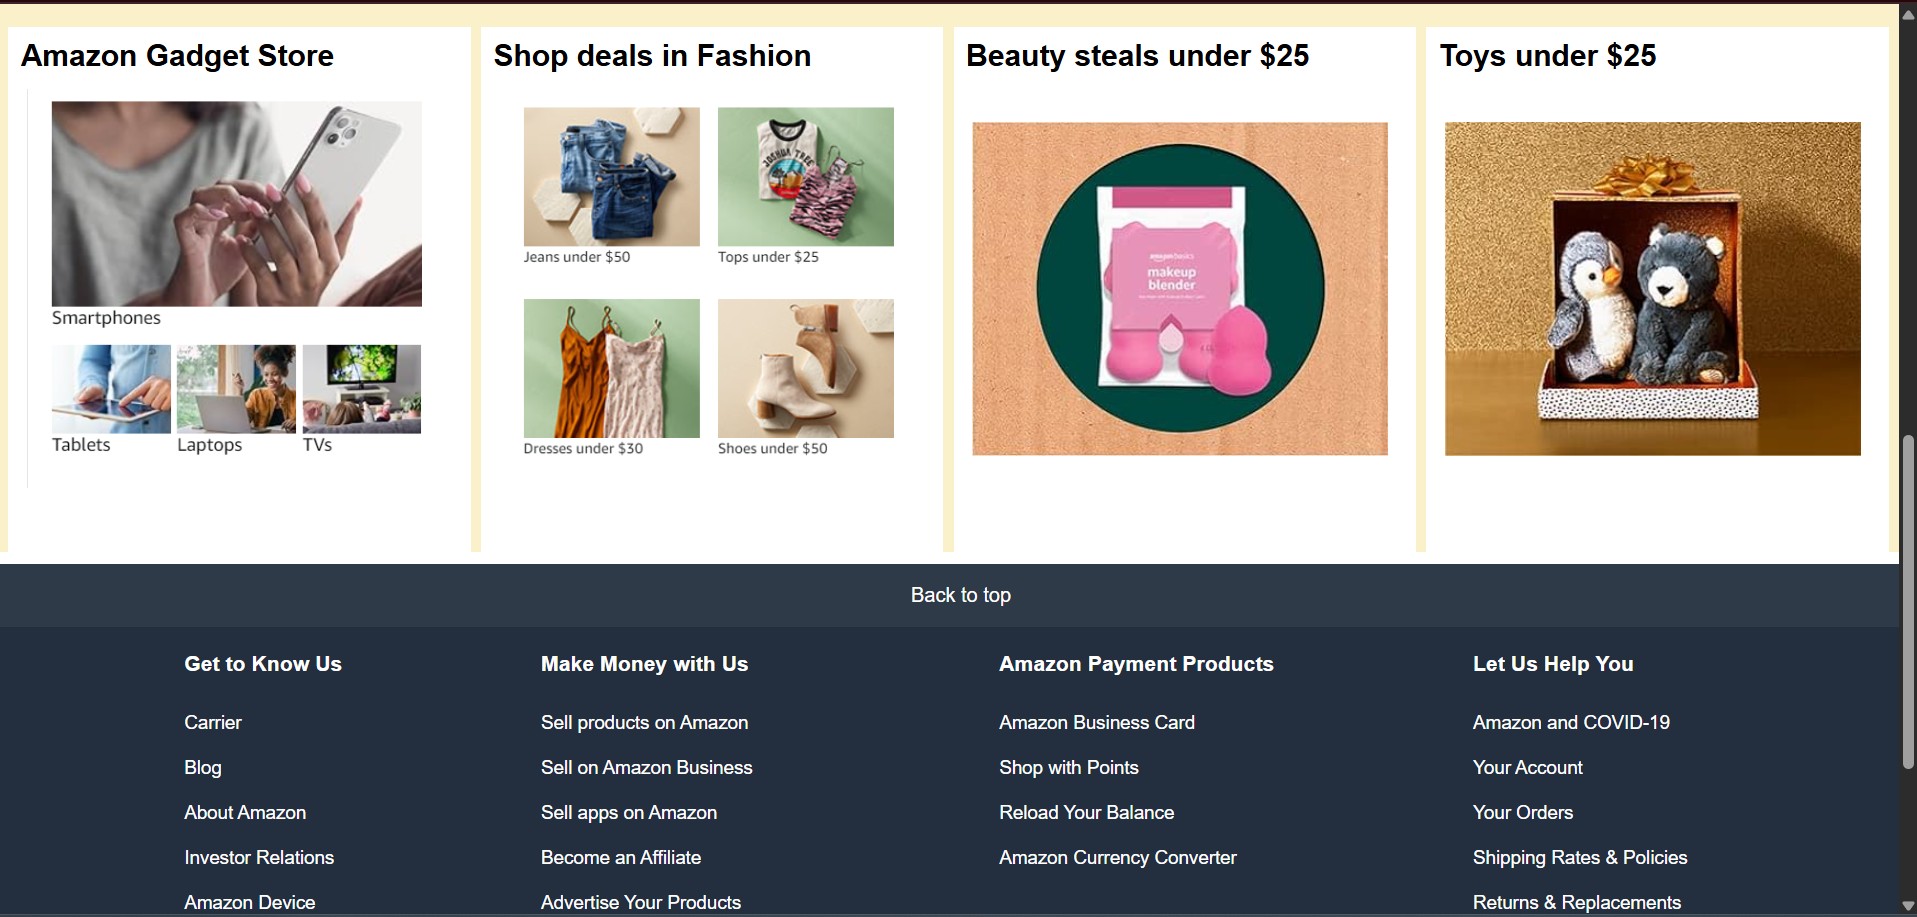 Amazon Gadget Store
Smartphones
Tablets
Laptops
TVs
Shop deals in Fashion
JOSHUA TREE
Jeans under $50
Tops under $25
Dresses under $30
Shoes under $50
Beauty steals under $25
amazon basics
makeup
blender
Toys under $25
Back to top
Get to Know Us
Carrier
Blog
About Amazon
Investor Relations
Amazon Device
Make Money with Us
Sell products on Amazon
Sell on Amazon Business
Sell apps on Amazon
Become an Affiliate
Advertise Your Products
Amazon Payment Products
Amazon Business Card
Shop with Points
Reload Your Balance
Amazon Currency Converter
Let Us Help You
Amazon and COVID-19
Your Account
Your Orders
Shipping Rates & Policies
Returns & Replacements